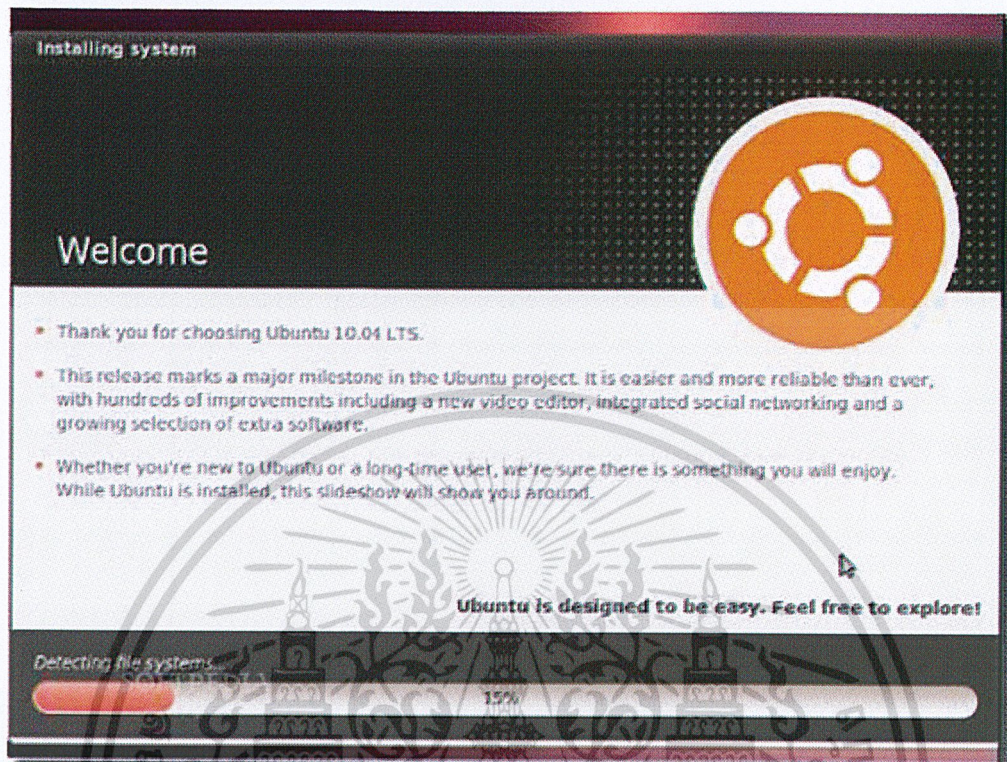 Installing system
Welcome
Thank you for choosing Ubuntu 10.04 LTS.
This release marks a major milestone in the Ubuntu project. It is easier and more reliable than ever,
with hundreds of improvements including a new video editor, integrated social networking and a
growing selection of extra software.
Whether you're new to Ubuntu or a long-time user, we're sure there is something you will enjoy.
While Ubuntu is installed, this slideshow will show you around.
Ubuntu is designed to be easy. Feel free to explore!
Detecting file systems...
SOFTPEDIA
15%